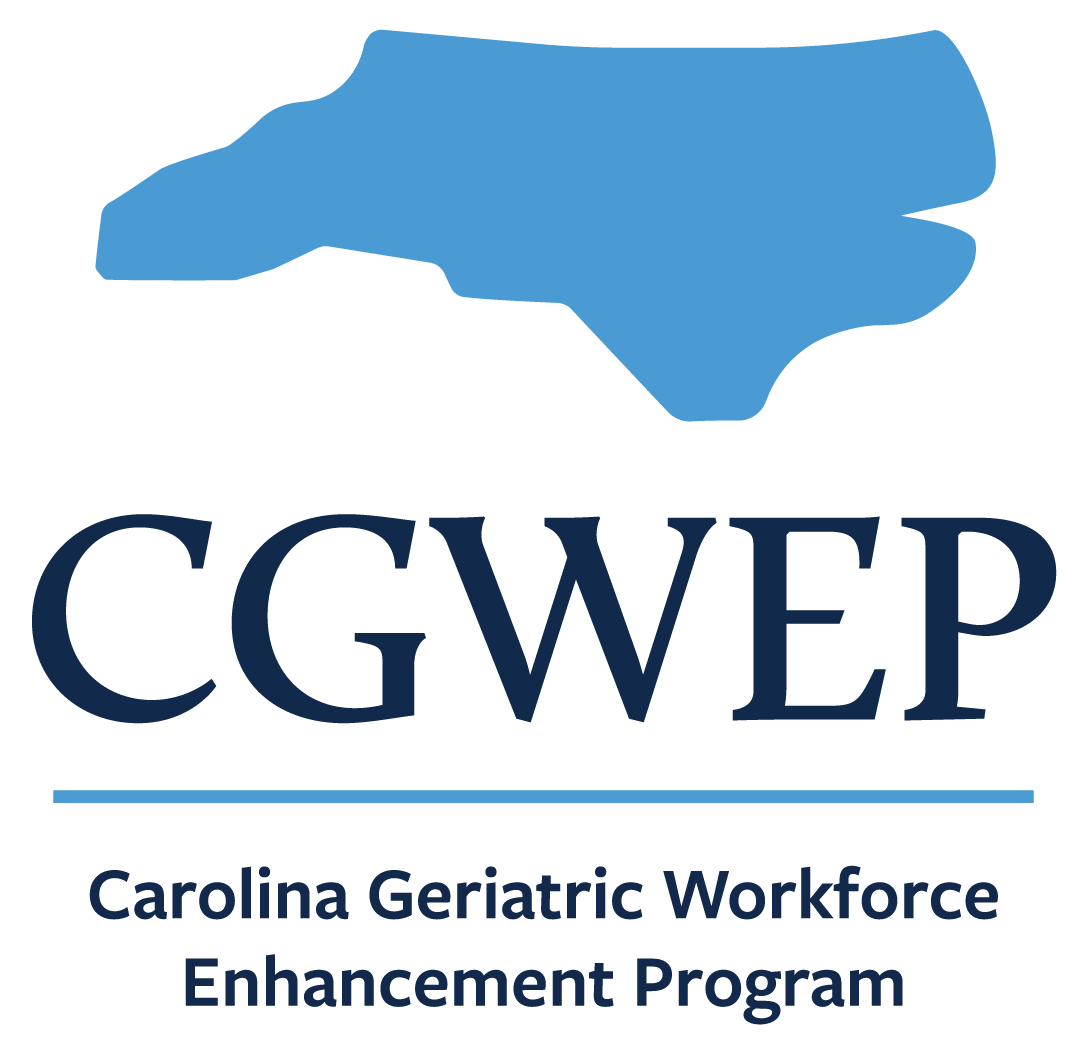 CGWEP
Carolina Geriatric Workforce
Enhancement Program